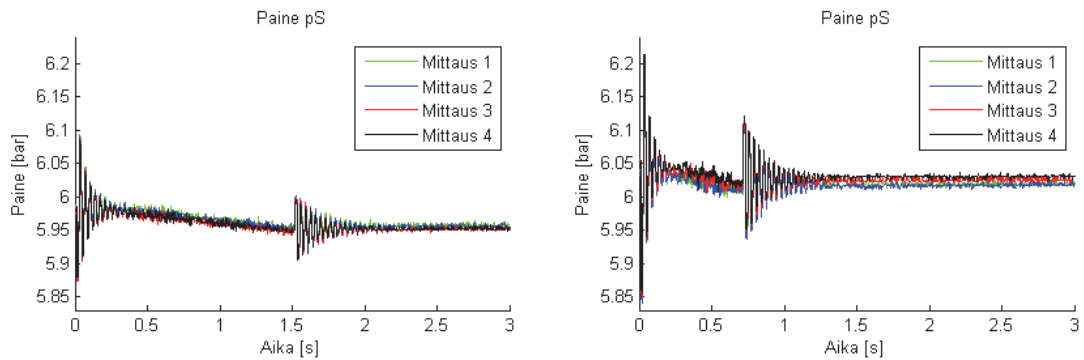 Paine pS
Paine [bar]
6.2
6.15
6.1
6.05
6
5.95
5.9
5.85
0
0.5
1
1.5
2
2.5
3
Aika [s]
Mittaus 1
Mittaus 2
Mittaus 3
Mittaus 4
Paine pS
Paine [bar]
6.2
6.15
6.1
6.05
6
5.95
5.9
5.85
0
0.5
1
1.5
2
2.5
3
Aika [s]
Mittaus 1
Mittaus 2
Mittaus 3
Mittaus 4